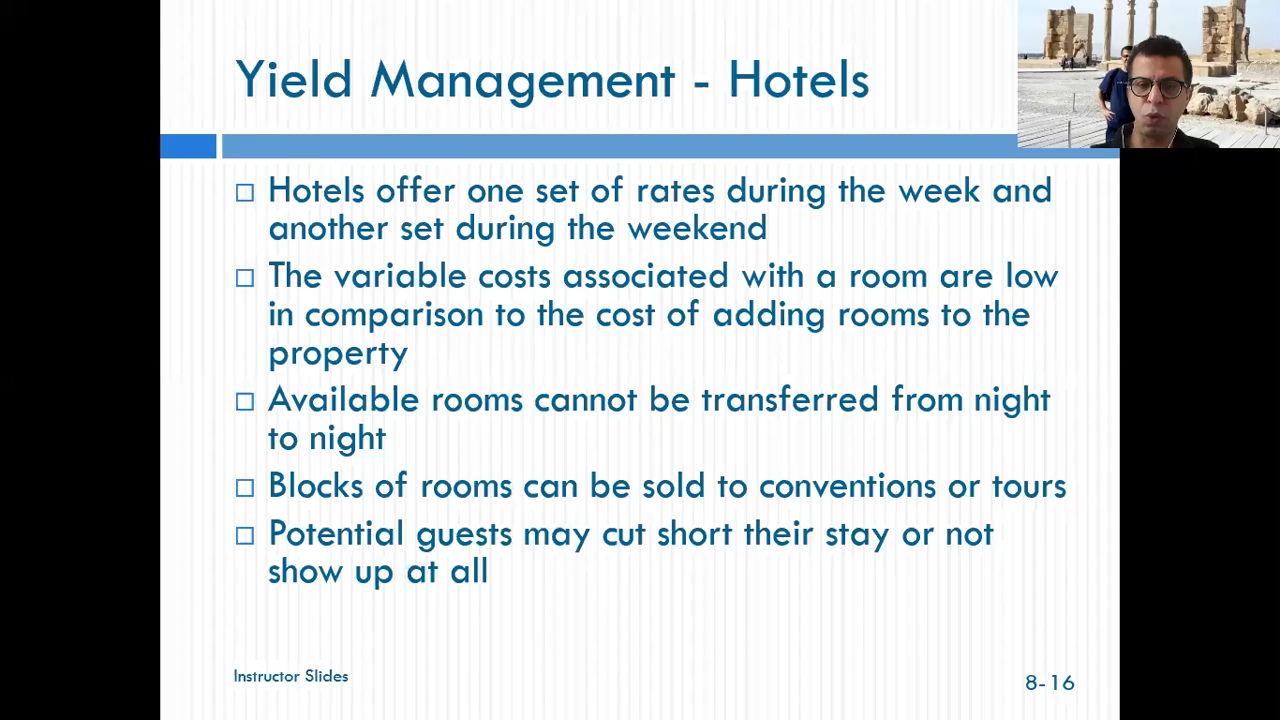 Yield Management - Hotels
Hotels offer one set of rates during the week and
another set during the weekend
The variable costs associated with a room are low
in comparison to the cost of adding rooms to the
property
Available rooms cannot be transferred from night
to night
Blocks of rooms can be sold to conventions or tours
Potential guests may cut short their stay or not
show up at all
Instructor Slides
8-16